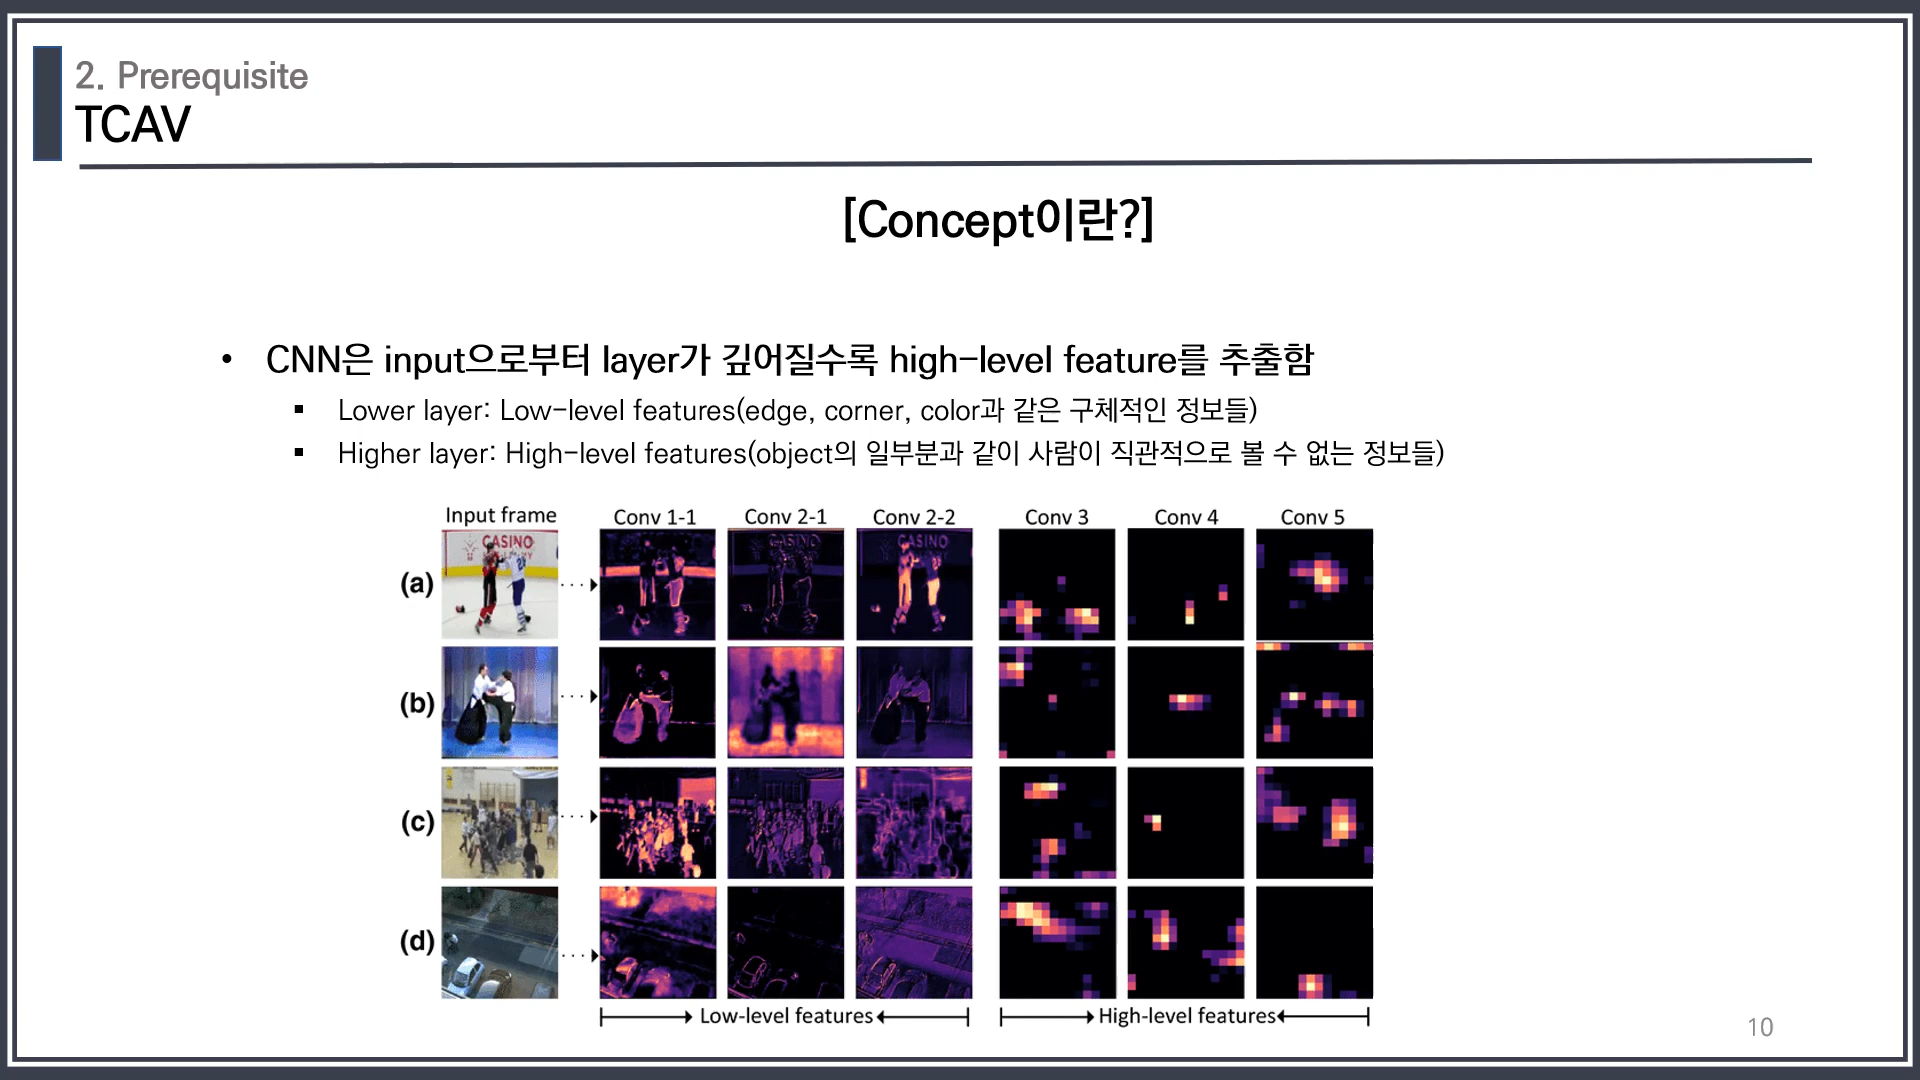 2. Prerequisite
TCAV
[Concept이란?]
• CNN은 input으로부터 layer가 깊어질수록 high-level feature를 추출함
▪ Lower layer: Low-level features(edge, corner, color과 같은 구체적인 정보들)
▪ Higher layer: High-level features(object의 일부분과 같이 사람이 직관적으로 볼 수 없는 정보들)
Input frame Conv 1-1 Conv 2-1 Conv 2-2 Conv 3 Conv 4 Conv 5
CASINO
(a)
(b)
(c)
(d)
Low-level features High-level features
10